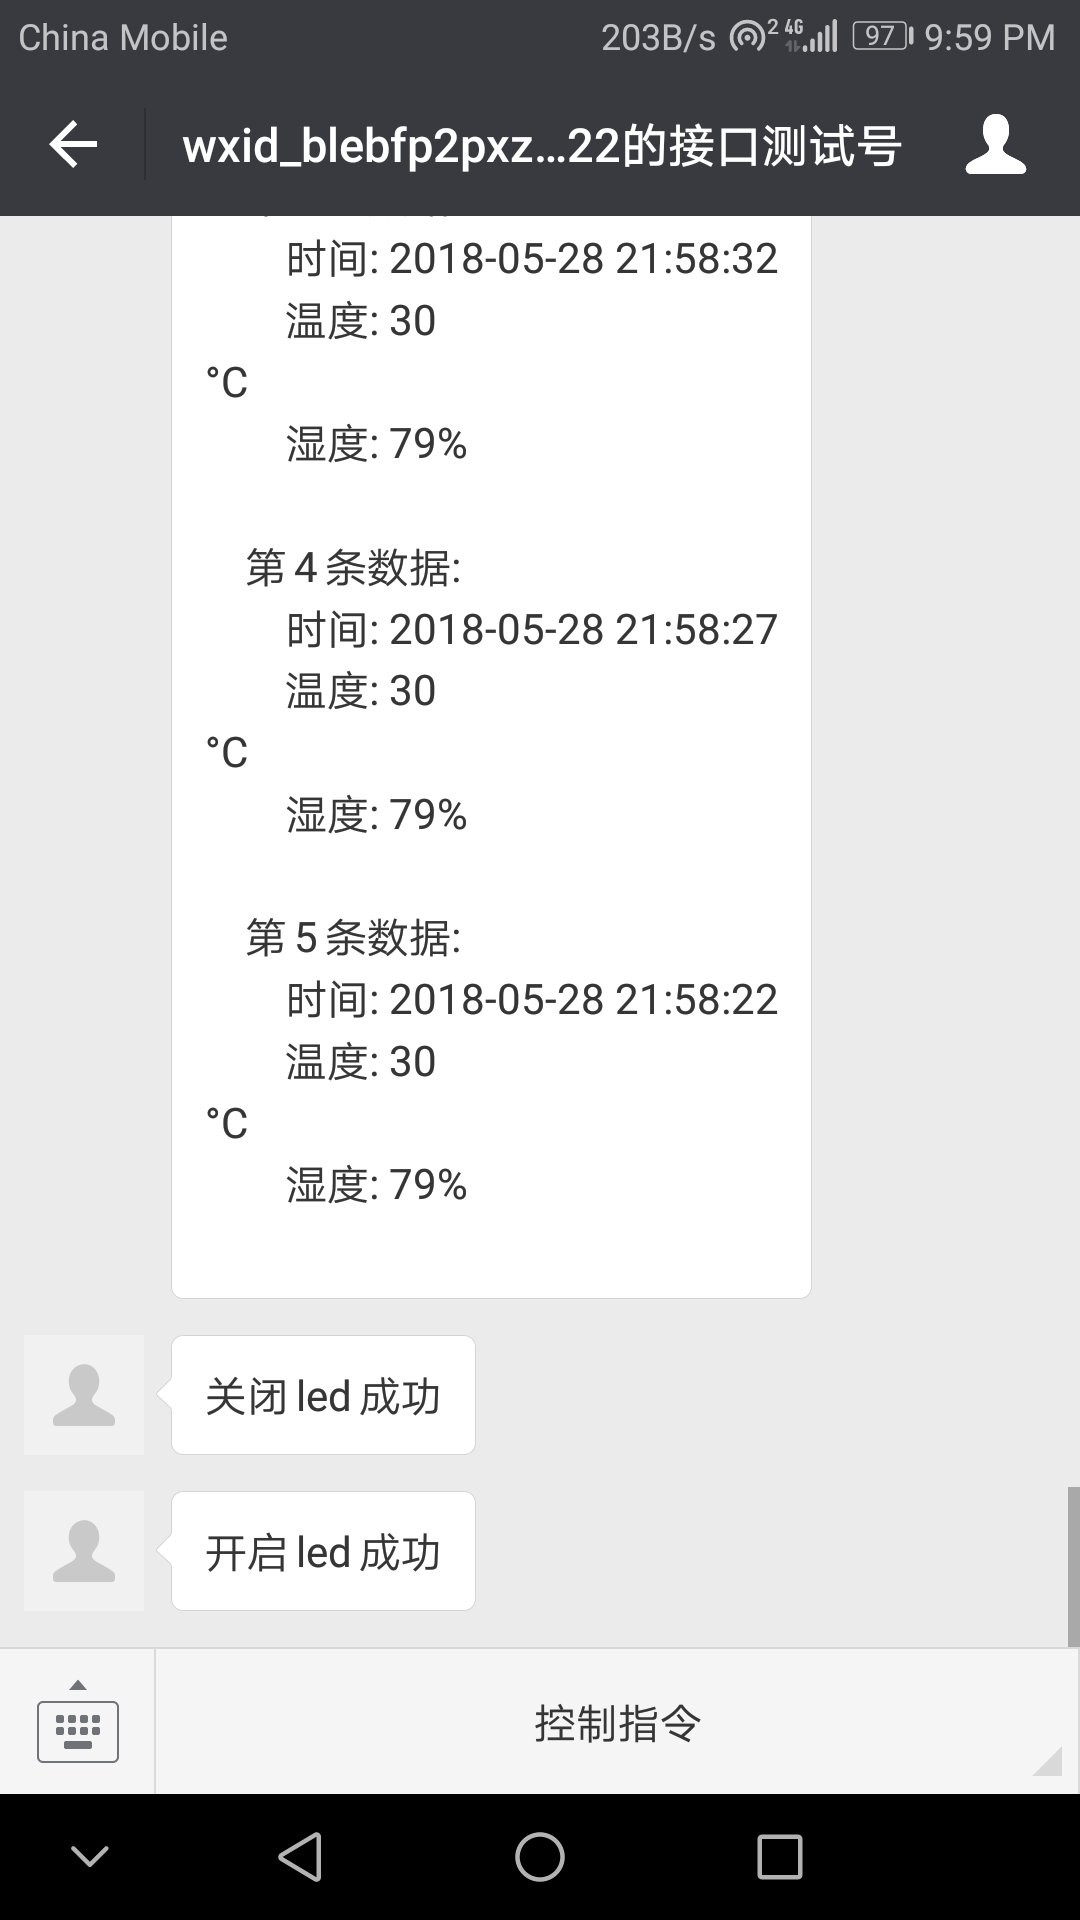 China Mobile 203B/s 2 4G 97 9:59 PM
wxid_blebfp2pxz...22的接口测试号
时间: 2018-05-28 21:58:32
温度: 30
°C
湿度: 79%
第 4 条数据:
时间: 2018-05-28 21:58:27
温度: 30
°C
湿度: 79%
第 5 条数据:
时间: 2018-05-28 21:58:22
温度: 30
°C
湿度: 79%
关闭 led 成功
开启 led 成功
控制指令